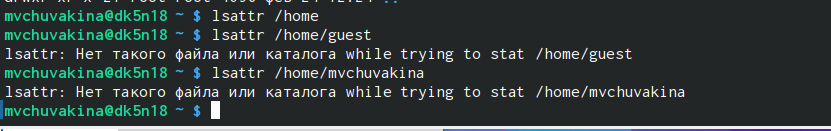 mvchuvakina@dk5n18 ~ $ lsattr /home
mvchuvakina@dk5n18 ~ $ lsattr /home/guest
lsattr: Нет такого файла или каталога while trying to stat /home/guest
mvchuvakina@dk5n18 ~ $ lsattr /home/mvchuvakina
lsattr: Нет такого файла или каталога while trying to stat /home/mvchuvakina
mvchuvakina@dk5n18 ~ $